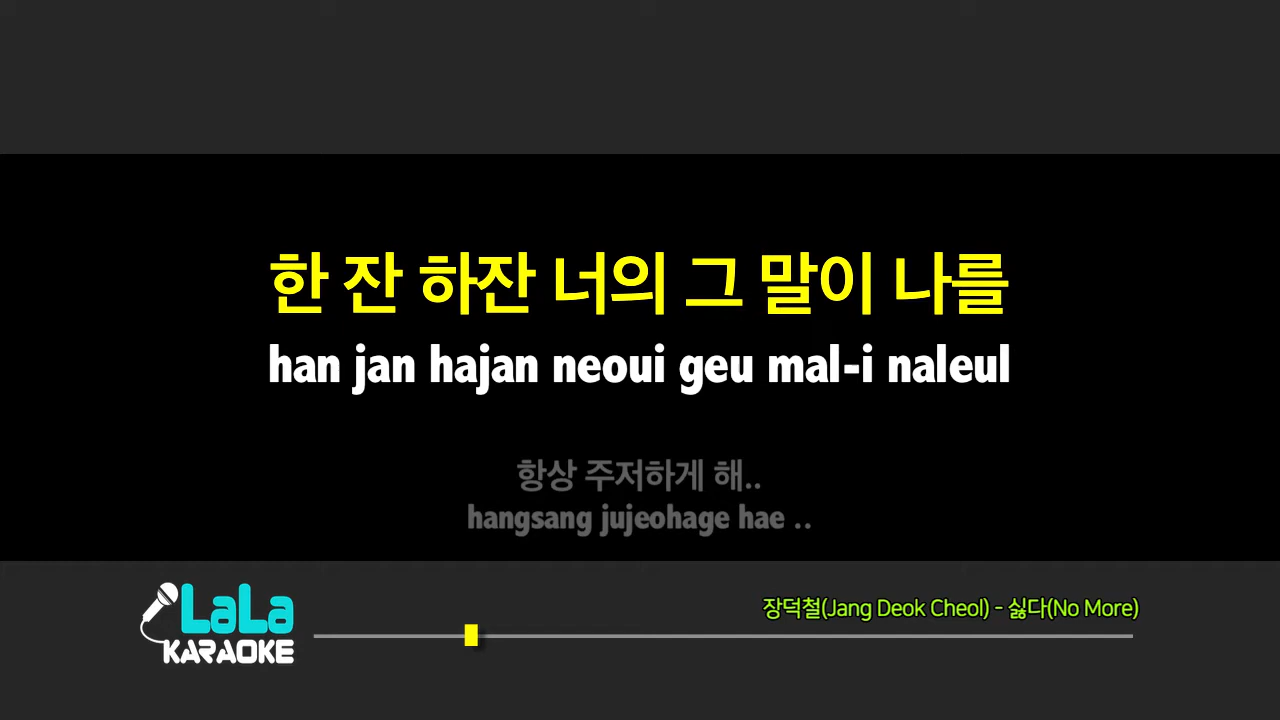 한 잔 하잔 너의 그 말이 나를
han jan hajan neoui geu mal-i naleul
항상 주저하게 해..
hangsang jujeohage hae ..
장덕철(Jang Deok Cheol) - 싫다(No More)
LaLa
KARAOKE